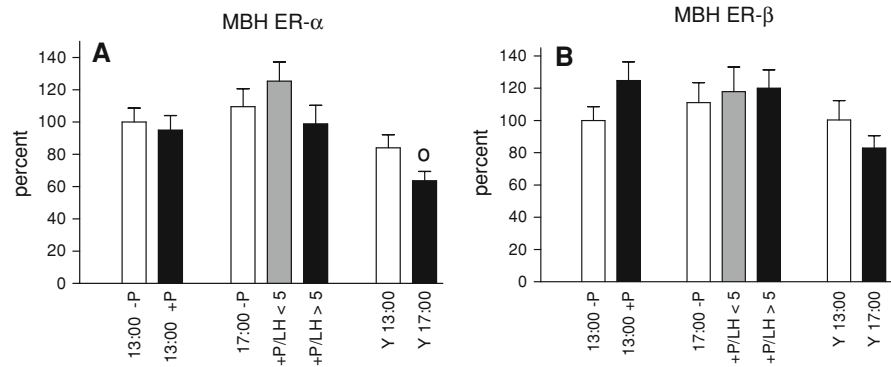 MBH ER-α
A
percent
140
120
100
80
60
40
20
0
O
13:00 -P
13:00 +P
17:00 -P
+P/LH < 5
+P/LH > 5
Y 13:00
Y 17:00
MBH ER-β
B
percent
140
120
100
80
60
40
20
0
13:00 -P
13:00 +P
17:00 -P
+P/LH < 5
+P/LH > 5
Y 13:00
Y 17:00